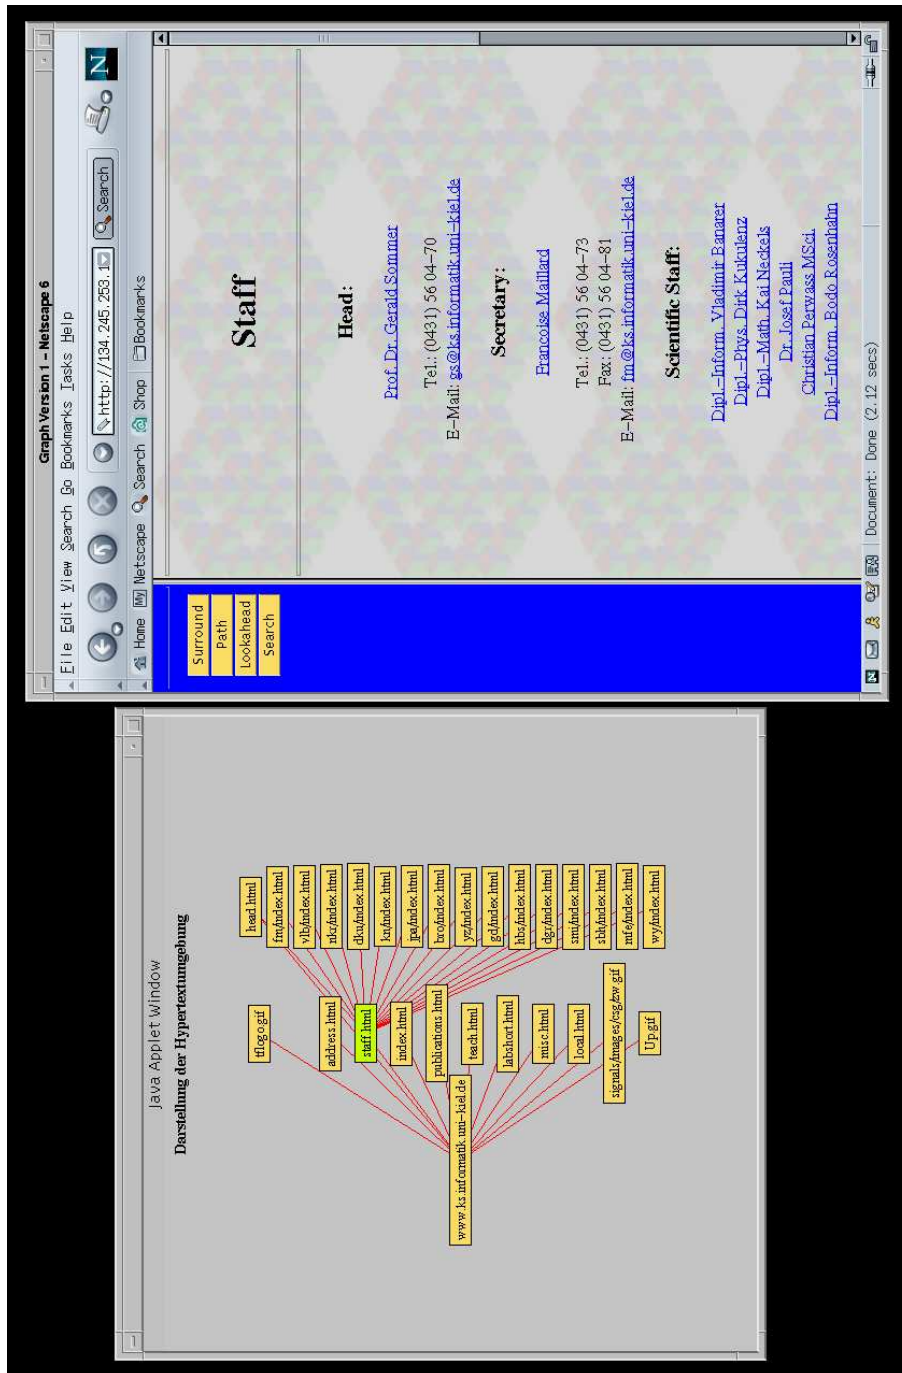 Java Applet Window
Darstellung der Hypertextumgebung
tflogo.gif
address.html
staff.html
index.html
publications.html
www.ks.informatik.uni-kiel.de
teach.html
labshort.html
misc.html
local.html
signals/images/csg/zw.gif
Up.gif
head.html
fm/index.html
vlb/index.html
nkr/index.html
dku/index.html
kn/index.html
jpa/index.html
bro/index.html
yz/index.html
gd/index.html
hbs/index.html
dgr/index.html
smi/index.html
sbh/index.html
mfe/index.html
wy/index.html
Graph Version 1 – Netscape 6
File Edit View Search Go Bookmarks Tasks Help
http://134.245.253.1 Search
N
Home My Netscape Search Shop Bookmarks
Surround
Path
Lookahead
Search
Staff
Head:
Prof. Dr. Gerald Sommer
Tel.: (0431) 56 04–70
E–Mail: gs@ks.informatik.uni–kiel.de
Secretary:
Francoise Maillard
Tel.: (0431) 56 04–73
Fax: (0431) 56 04–81
E–Mail: fm@ks.informatik.uni–kiel.de
Scientific Staff:
Dipl.–Inform. Vladimir Banarer
Dipl.–Phys. Dirk Kukulenz
Dipl.–Math. Kai Neckels
Dr. Josef Pauli
Christian Perwass MSci.
Dipl.–Inform. Bodo Rosenhahn
N
Document: Done (2.12 secs)